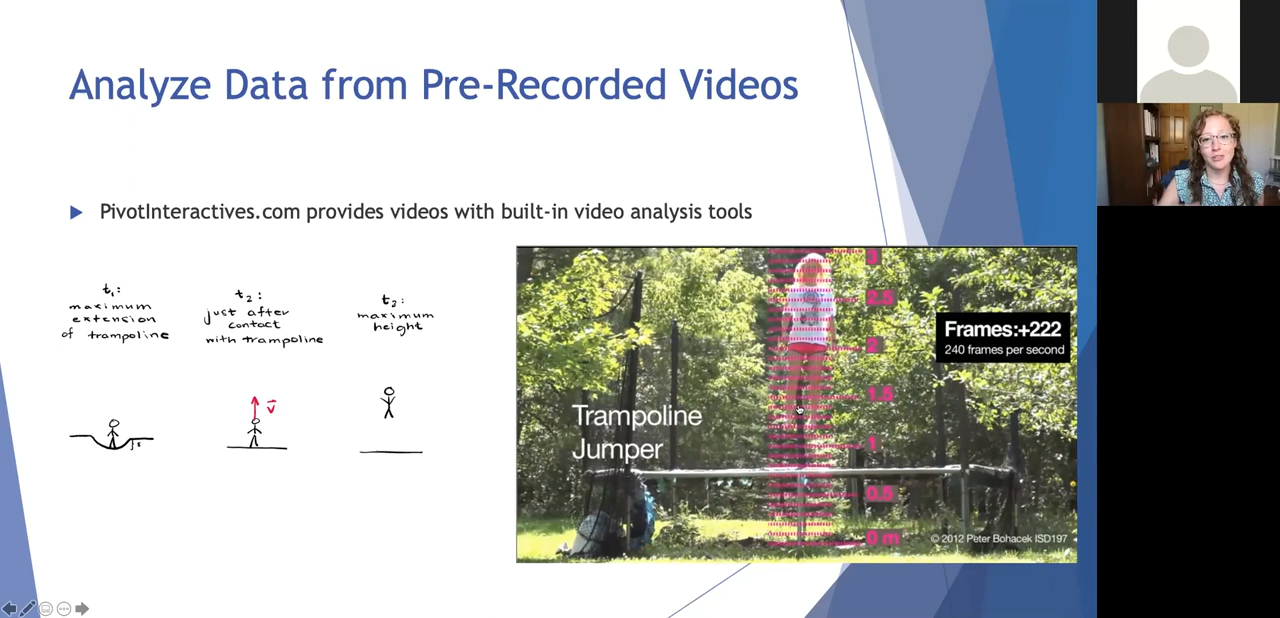 Analyze Data from Pre-Recorded Videos
PivotInteractives.com provides videos with built-in video analysis tools
t₁:
maximum
extension
of trampoline
t₂:
just after
contact
with trampoline
t₃:
maximum
height
v
Trampoline
Jumper
3
2.5
2
1.5
1
0.5
0 m
Frames:+222
240 frames per second
© 2012 Peter Bohacek ISD197